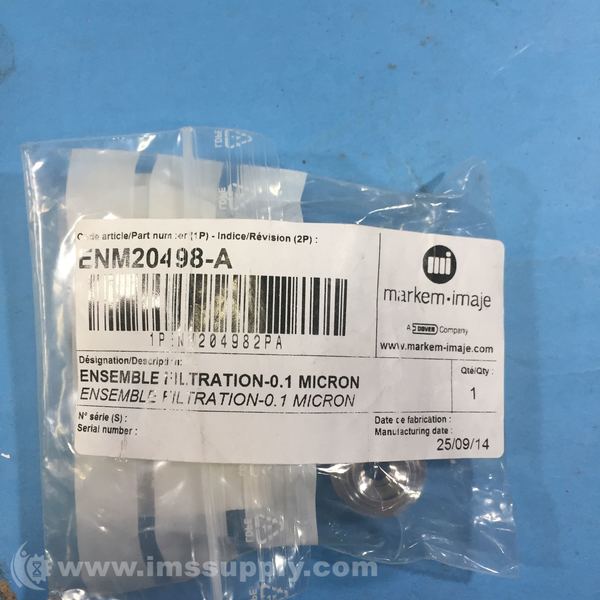 Code article/Part number (1P) - Indice/Révision (2P) :
ENM20498-A
1PENM204982PA
mi
markem·imaje
A DOVER Company
www.markem-imaje.com
Désignation/Description:
ENSEMBLE FILTRATION-0.1 MICRON
ENSEMBLE FILTRATION-0.1 MICRON
Qté/Qty :
1
N° série (S) :
Serial number :
Date de fabrication :
Manufacturing date :
25/09/14
www.imssupply.com